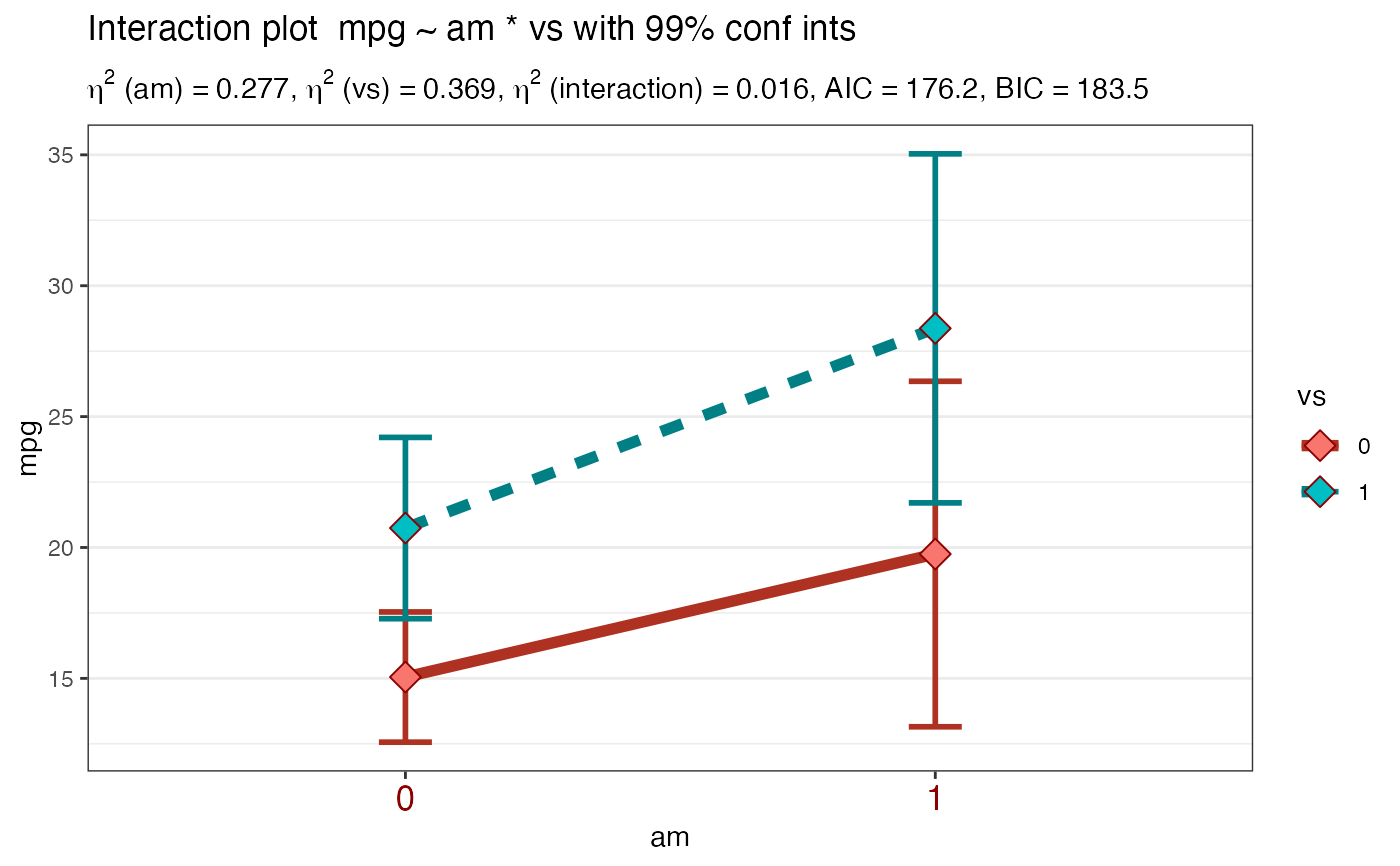 Interaction plot  mpg ~ am * vs with 99% conf ints
η² (am) = 0.277, η² (vs) = 0.369, η² (interaction) = 0.016, AIC = 176.2, BIC = 183.5
35
30
25
20
15
mpg
0
1
am
vs
0
1